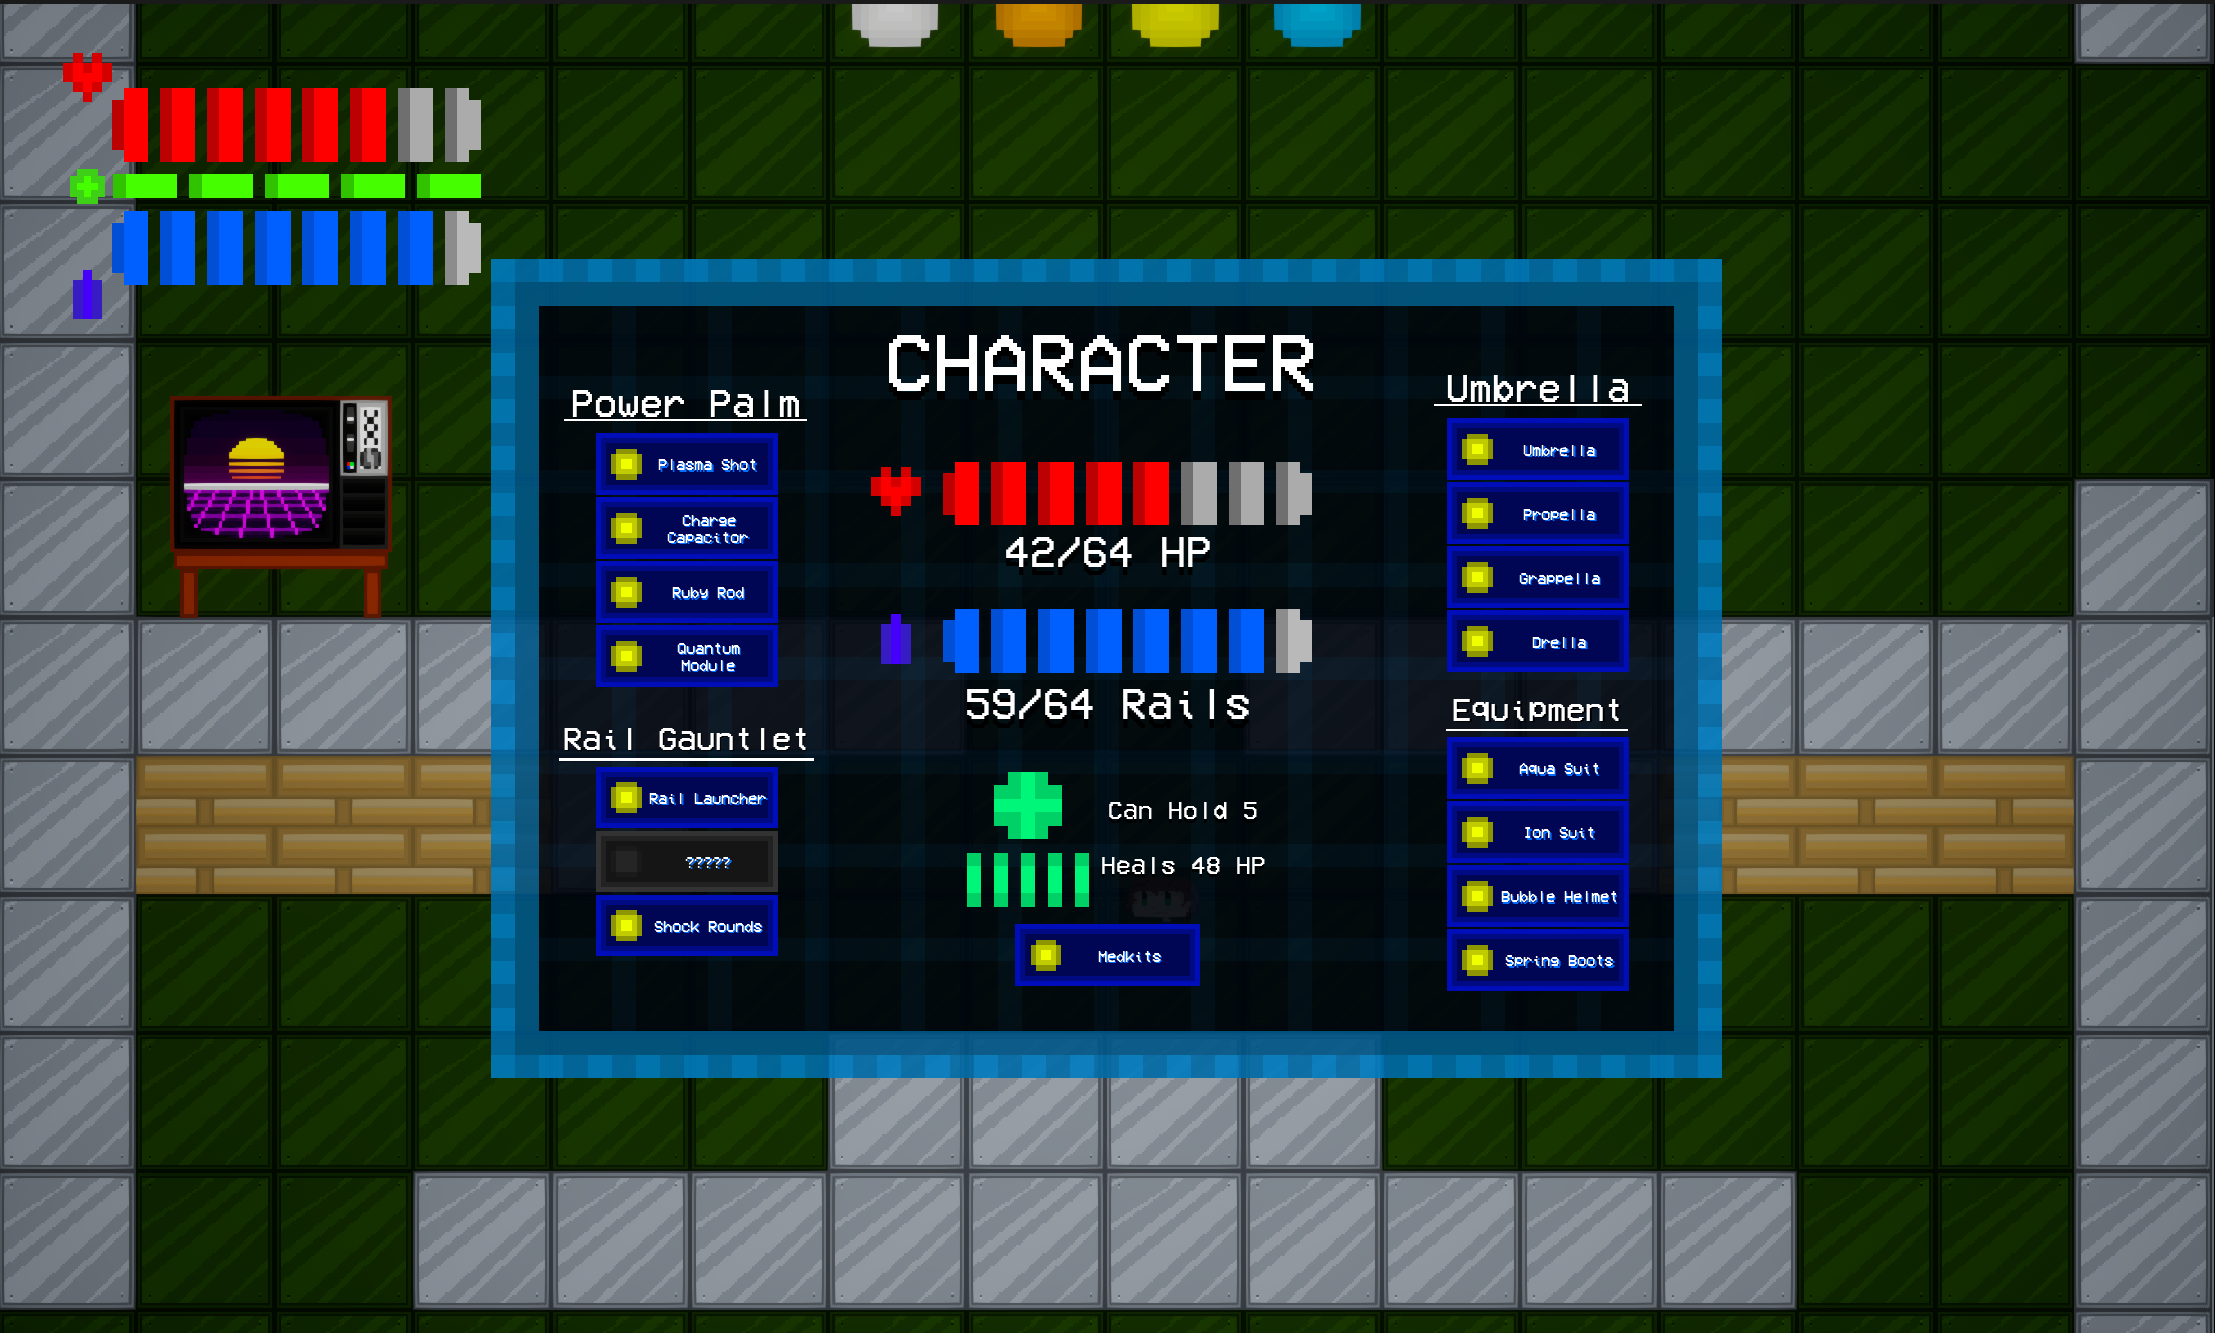 CHARACTER
Power Palm
Plasma Shot
Charge
Capacitor
Ruby Rod
Quantum
Module
Rail Gauntlet
Rail Launcher
?????
Shock Rounds
42/64 HP
59/64 Rails
Can Hold 5
Heals 48 HP
Medkits
Umbrella
Umbrella
Propella
Grappella
Drella
Equipment
Aqua Suit
Ion Suit
Bubble Helmet
Spring Boots